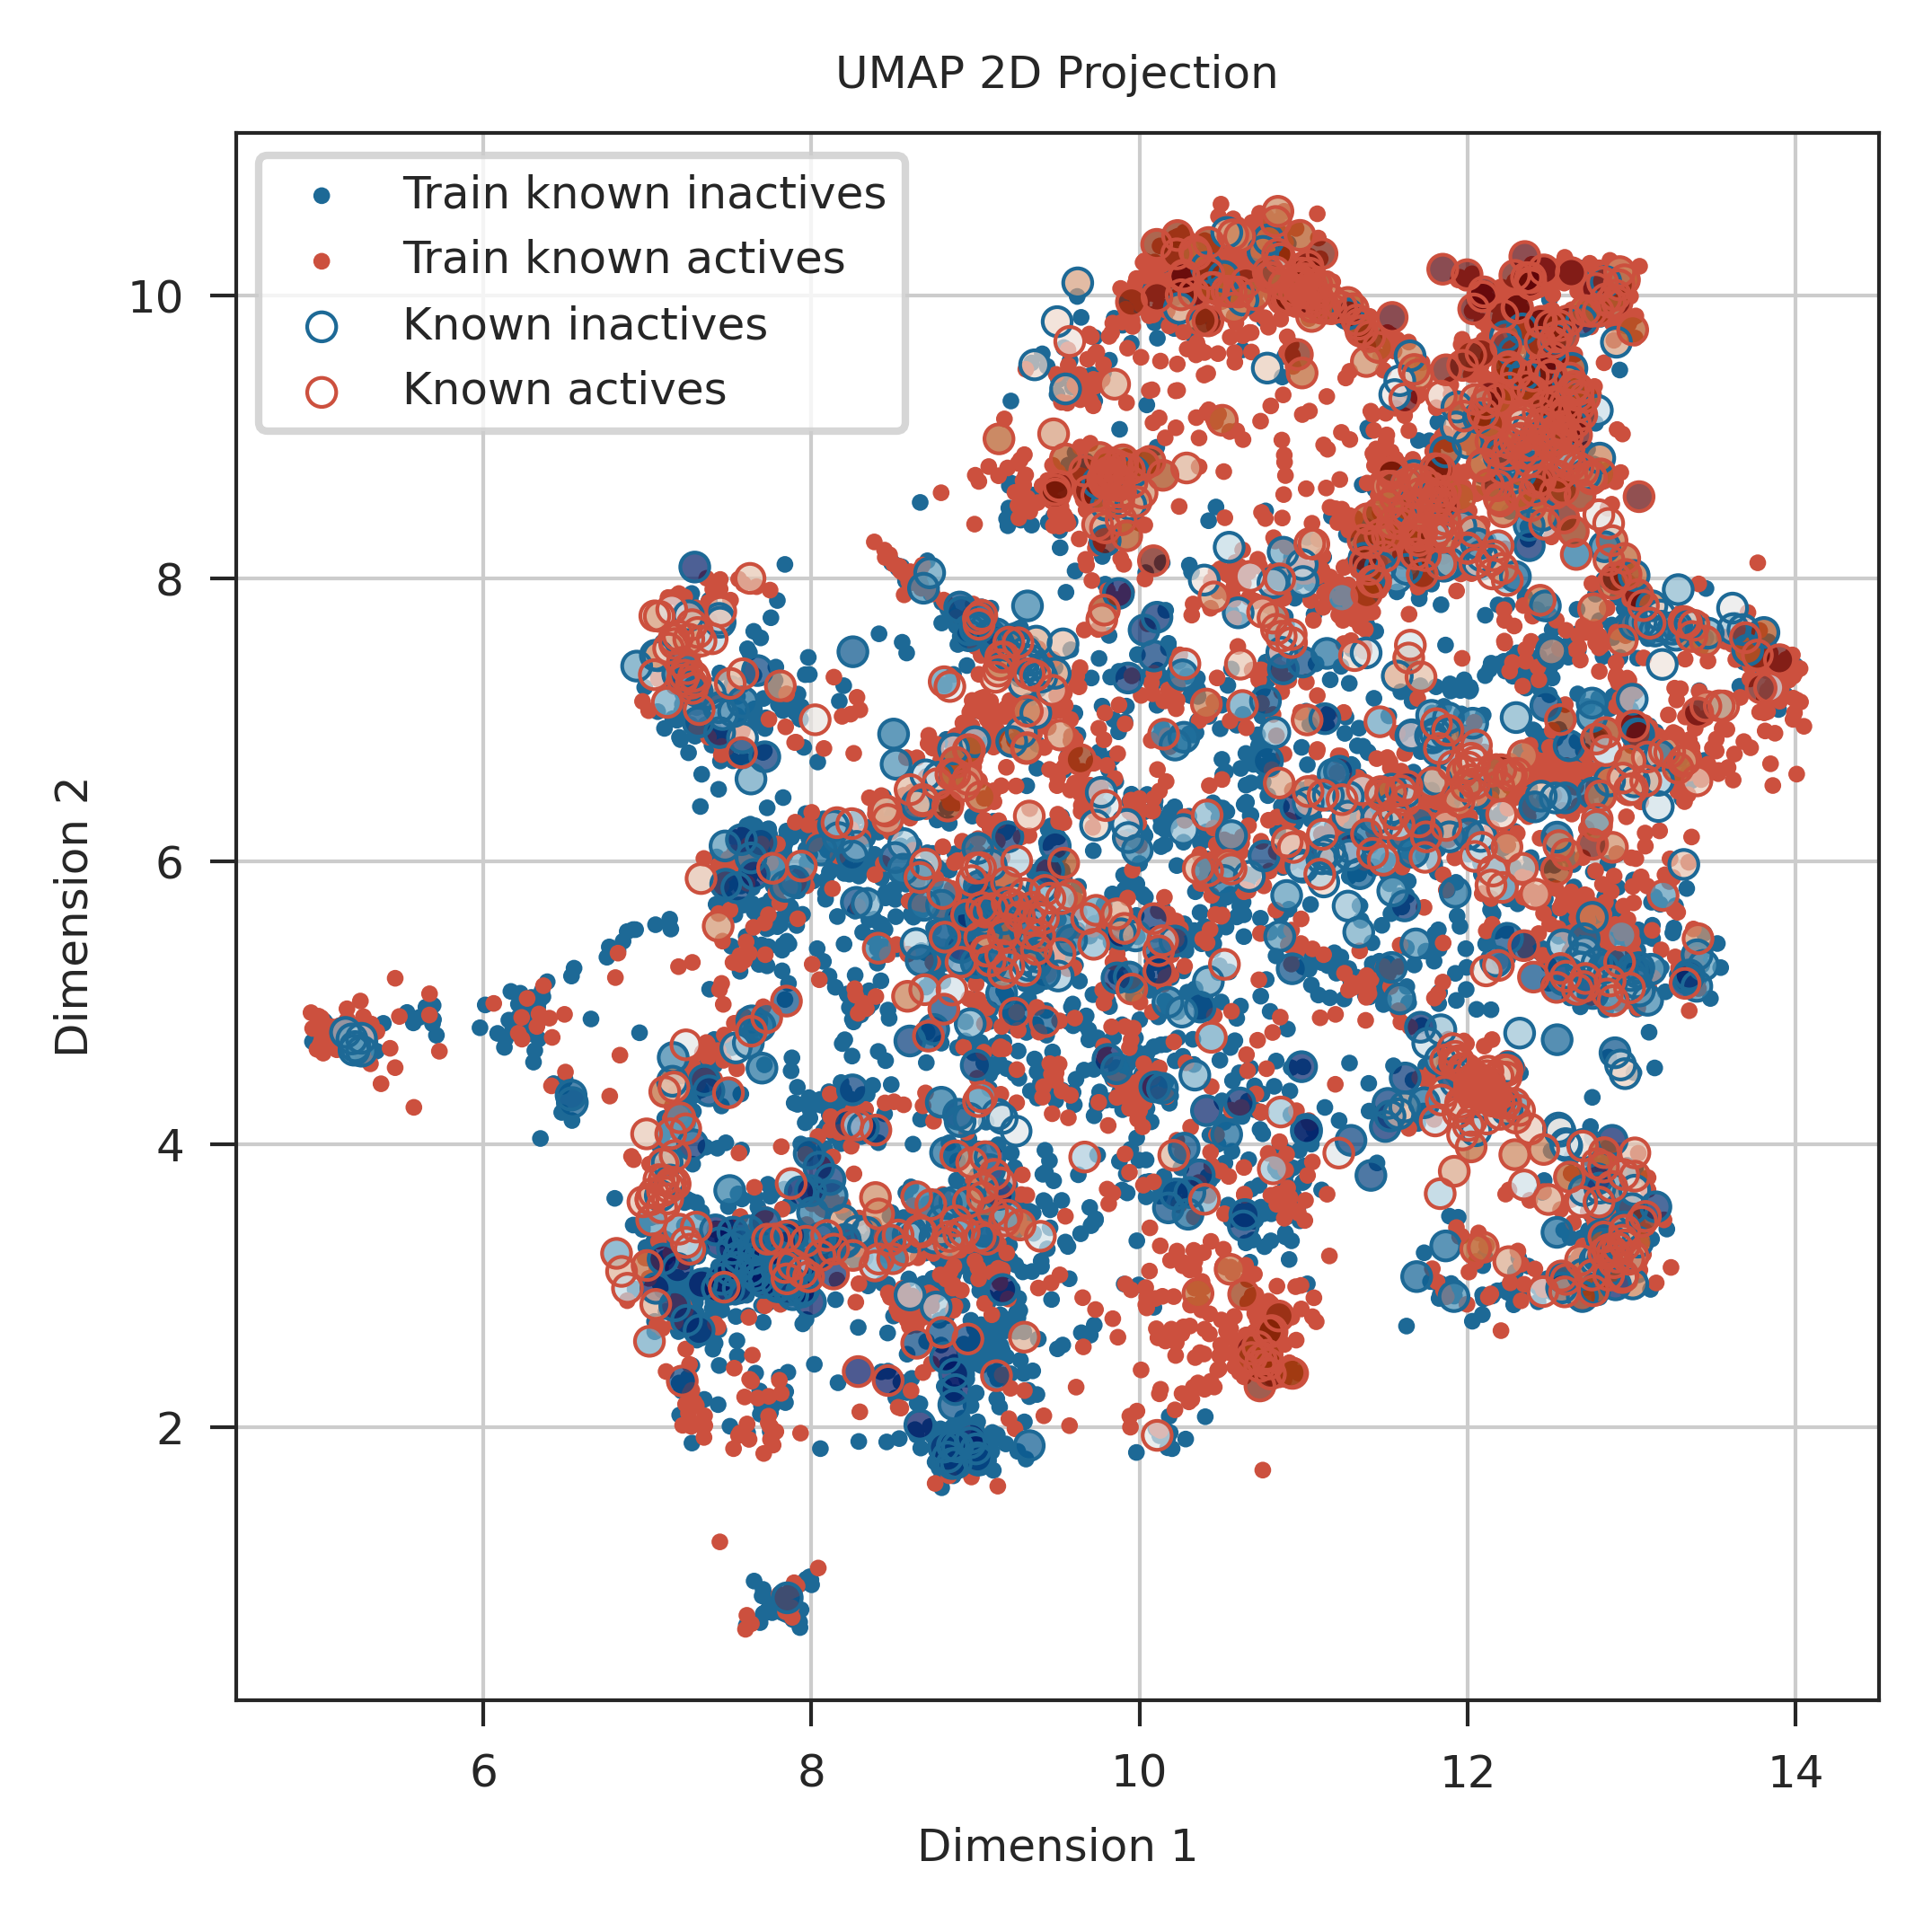 UMAP 2D Projection
Train known inactives
Train known actives
Known inactives
Known actives
10
8
6
4
2
Dimension 2
6 8 10 12 14
Dimension 1